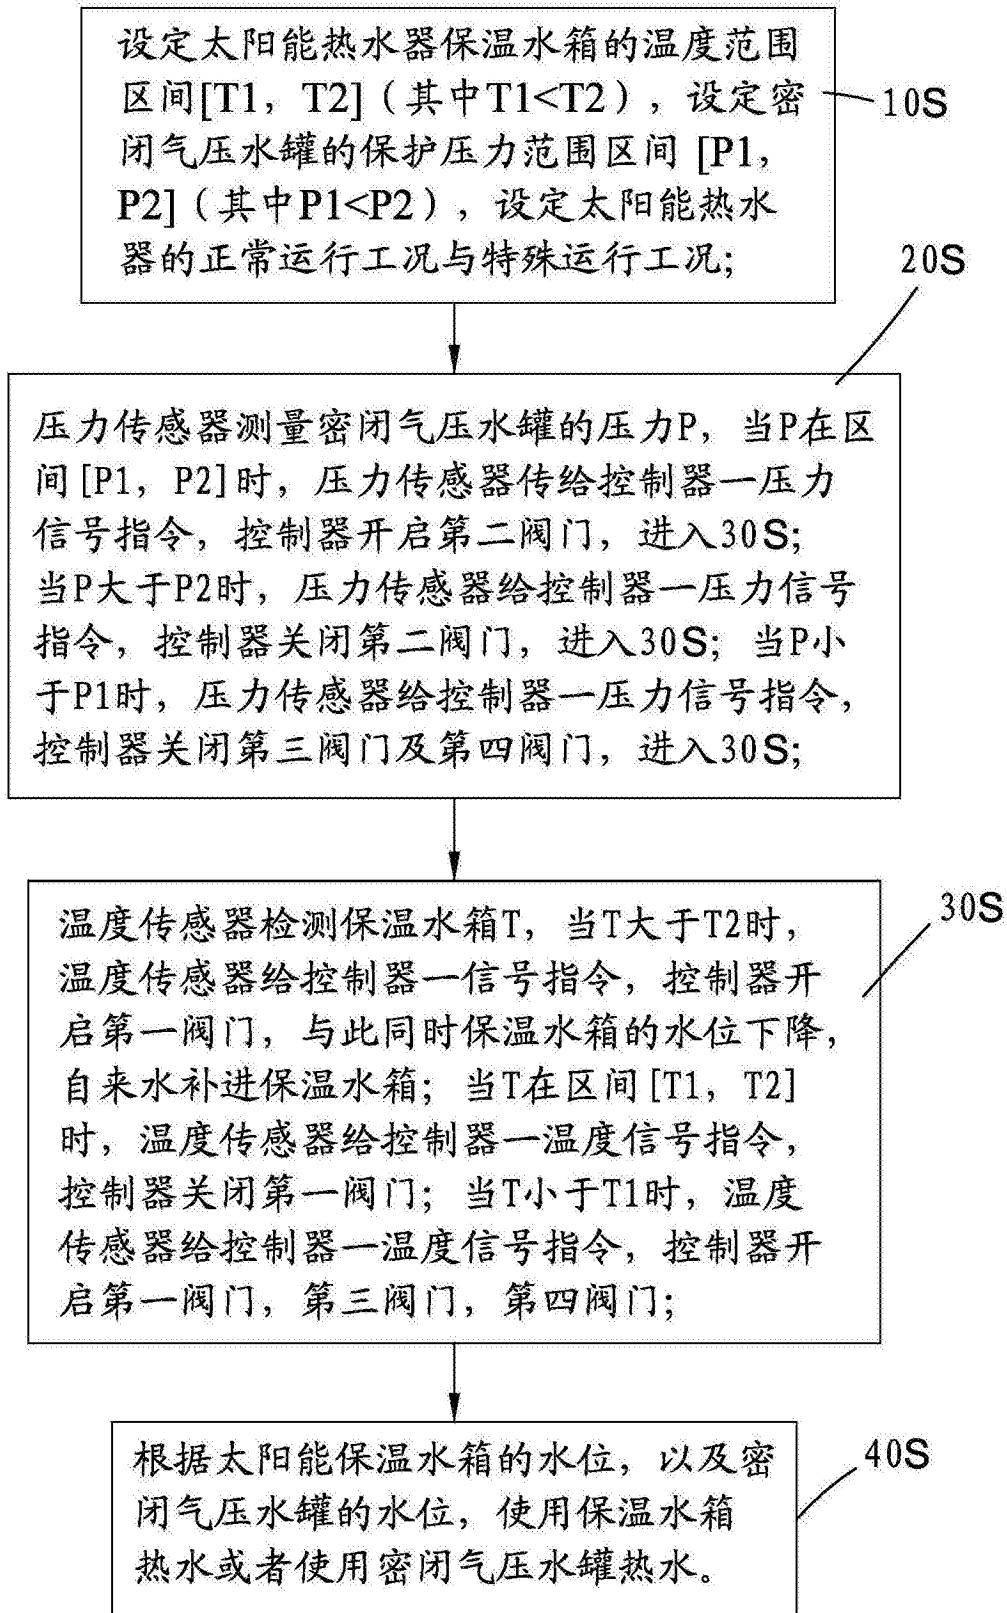 设定太阳能热水器保温水箱的温度范围
区间[T1，T2]（其中T1<T2），设定密
闭气压水罐的保护压力范围区间 [P1，
P2]（其中P1<P2），设定太阳能热水
器的正常运行工况与特殊运行工况；
10S
20S
压力传感器测量密闭气压水罐的压力P，当P在区
间[P1，P2]时，压力传感器传给控制器一压力
信号指令，控制器开启第二阀门，进入30S；
当P大于P2时，压力传感器给控制器一压力信号
指令，控制器关闭第二阀门，进入30S；当P小
于P1时，压力传感器给控制器一压力信号指令，
控制器关闭第三阀门及第四阀门，进入30S；
30S
温度传感器检测保温水箱T，当T大于T2时，
温度传感器给控制器一信号指令，控制器开
启第一阀门，与此同时保温水箱的水位下降，
自来水补进保温水箱；当T在区间[T1，T2]
时，温度传感器给控制器一温度信号指令，
控制器关闭第一阀门；当T小于T1时，温度
传感器给控制器一温度信号指令，控制器开
启第一阀门，第三阀门，第四阀门；
40S
根据太阳能保温水箱的水位，以及密
闭气压水罐的水位，使用保温水箱
热水或者使用密闭气压水罐热水。